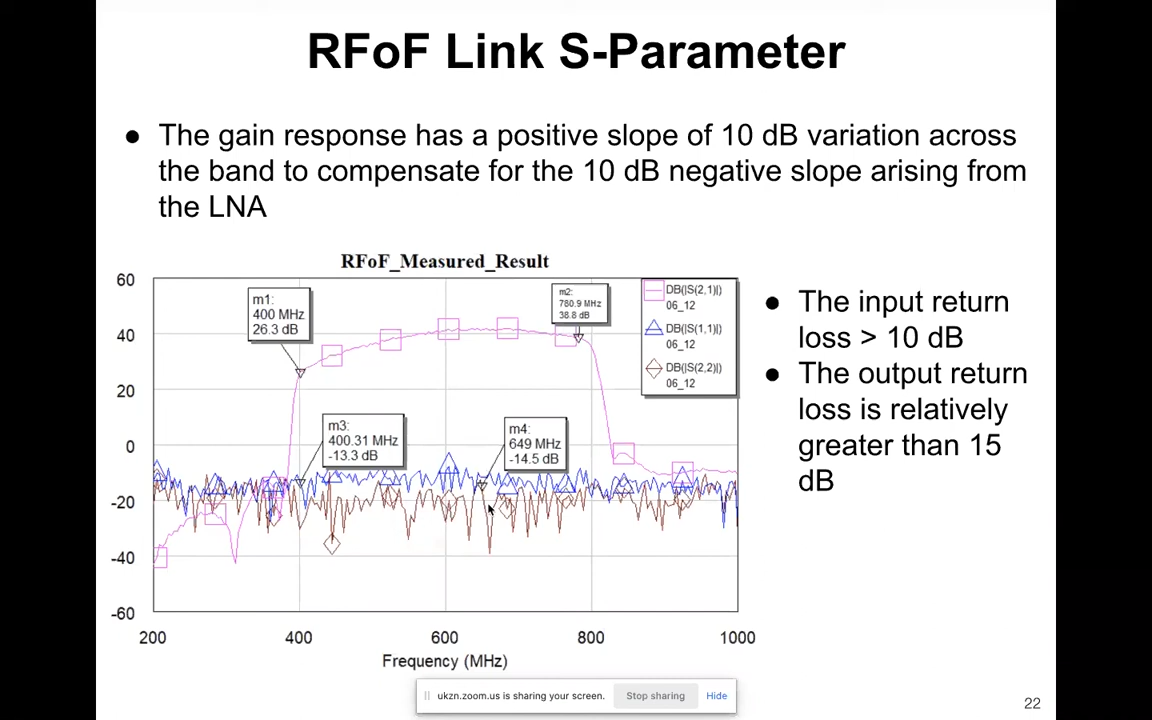 RFoF Link S-Parameter
● The gain response has a positive slope of 10 dB variation across
the band to compensate for the 10 dB negative slope arising from
the LNA
RFoF_Measured_Result
60
40
20
0
-20
-40
-60
m1:
400 MHz
26.3 dB
m2:
780.9 MHz
38.8 dB
m3:
400.31 MHz
-13.3 dB
m4:
649 MHz
-14.5 dB
DB(|S(2,1)|)
06_12
DB(|S(1,1)|)
06_12
DB(|S(2,2)|)
06_12
200 400 600 800 1000
Frequency (MHz)
● The input return
loss > 10 dB
● The output return
loss is relatively
greater than 15
dB
ukzn.zoom.us is sharing your screen. Stop sharing Hide
22